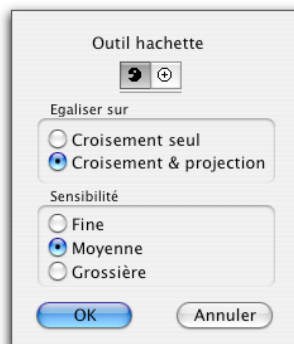 Outil hachette
Egaliser sur
Croisement seul
Croisement & projection
Sensibilité
Fine
Moyenne
Grossière
OK Annuler